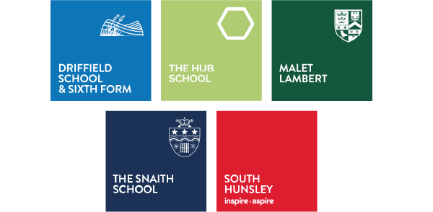 DRIFFIELD
SCHOOL
& SIXTH FORM
THE HUB
SCHOOL
MALET
LAMBERT
THE SNAITH
SCHOOL
SOUTH
HUNSLEY
inspire · aspire